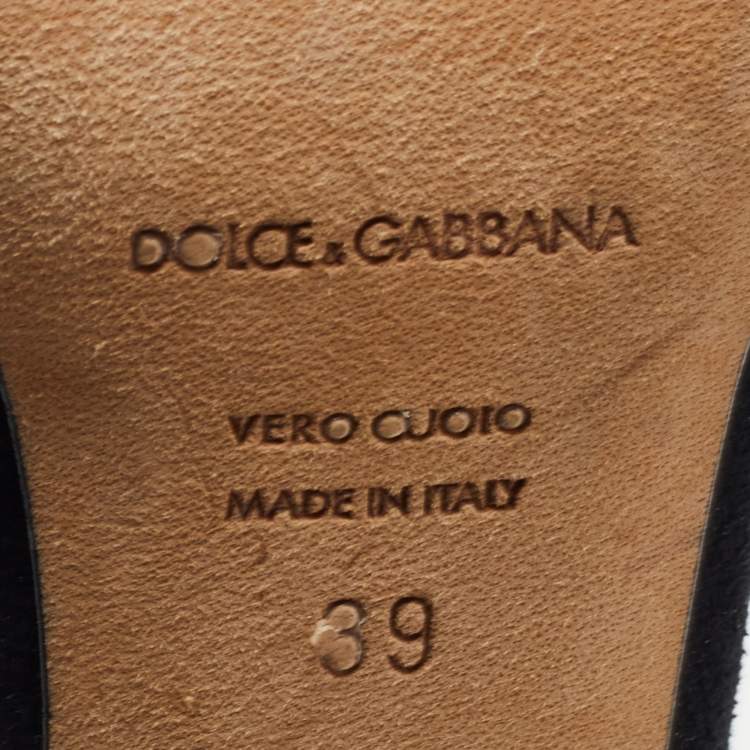 DOLCE & GABBANA
VERO CUOIO
MADE IN ITALY
39